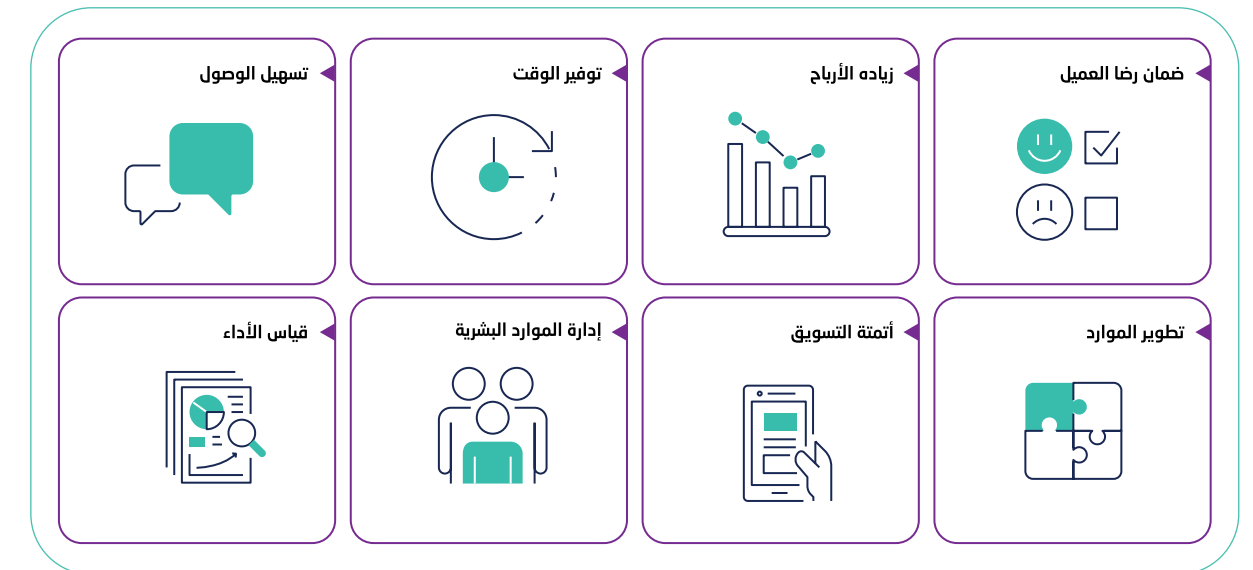 ضمان رضا العميل
زياده الأرباح
توفير الوقت
تسهيل الوصول
تطوير الموارد
أتمتة التسويق
إدارة الموارد البشرية
قياس الأداء